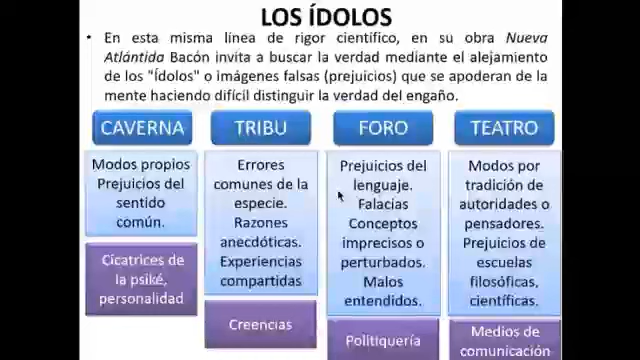 LOS ÍDOLOS
• En esta misma línea de rigor científico, en su obra Nueva
Atlántida Bacón invita a buscar la verdad mediante el alejamiento
de los "Ídolos" o imágenes falsas (prejuicios) que se apoderan de la
mente haciendo difícil distinguir la verdad del engaño.
CAVERNA
Modos propios
Prejuicios del
sentido
común.
Cicatrices de
la psiké,
personalidad
TRIBU
Errores
comunes de la
especie.
Razones
anecdóticas.
Experiencias
compartidas
Creencias
FORO
Prejuicios del
lenguaje.
Falacias
Conceptos
imprecisos o
perturbados.
Malos
entendidos.
Politiquería
TEATRO
Modos por
tradición de
autoridades o
pensadores.
Prejuicios de
escuelas
filosóficas,
científicas.
Medios de
comunicación